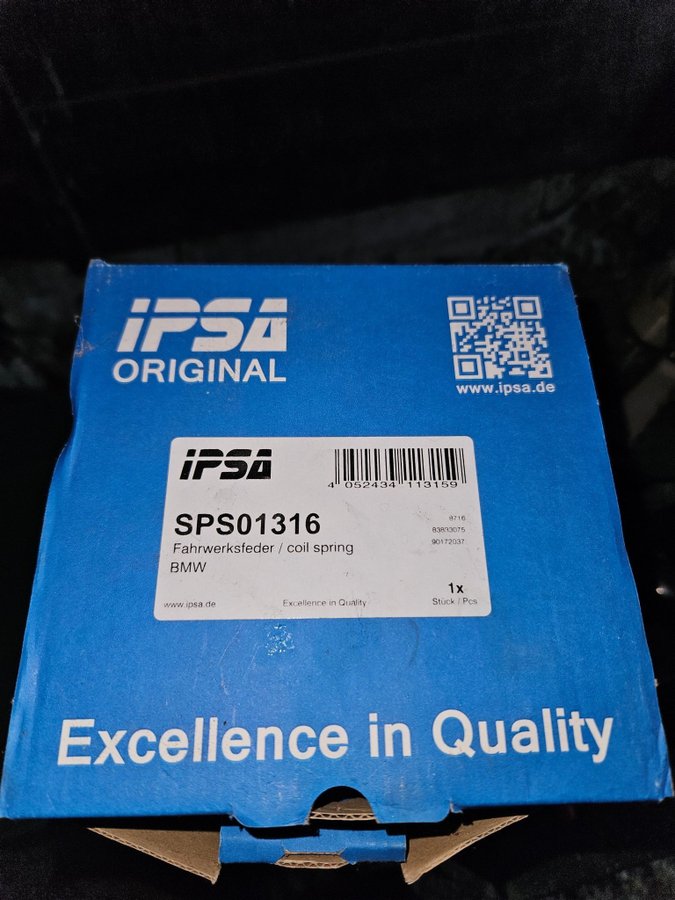 IPSA
ORIGINAL
www.ipsa.de
IPSA
4 052434 113159
SPS01316
Fahrwerksfeder / coil spring
BMW
9716
83833075
90172037
1x
www.ipsa.de
Excellence in Quality
Stück / Pcs
Excellence in Quality